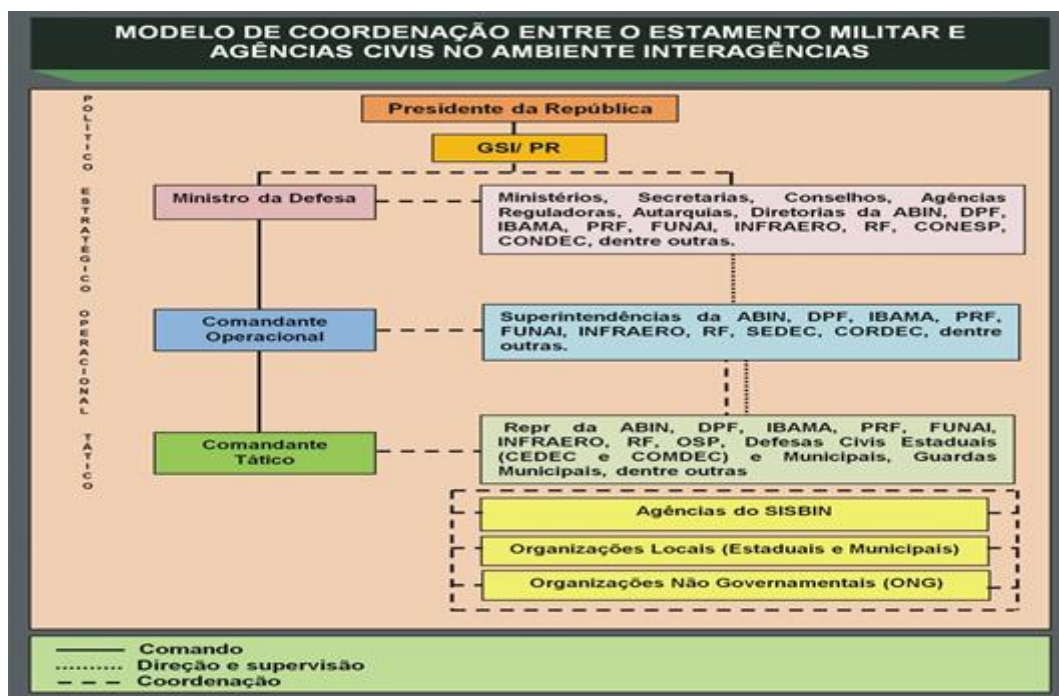 MODELO DE COORDENAÇÃO ENTRE O ESTAMENTO MILITAR E
AGÊNCIAS CIVIS NO AMBIENTE INTERAGÊNCIAS
POLÍTICO
Presidente da República
GSI/ PR
ESTRATÉGICO
Ministro da Defesa
Ministérios, Secretarias, Conselhos, Agências
Reguladoras, Autarquias, Diretorias da ABIN, DPF,
IBAMA, PRF, FUNAI, INFRAERO, RF, CONESP,
CONDEC, dentre outras.
OPERACIONAL
Comandante
Operacional
Superintendências da ABIN, DPF, IBAMA, PRF,
FUNAI, INFRAERO, RF, SEDEC, CORDEC, dentre
outras.
TÁTICO
Comandante
Tático
Repr da ABIN, DPF, IBAMA, PRF, FUNAI,
INFRAERO, RF, OSP, Defesas Civis Estaduais
(CEDEC e COMDEC) e Municipais, Guardas
Municipais, dentre outras
Agências do SISBIN
Organizações Locais (Estaduais e Municipais)
Organizações Não Governamentais (ONG)
Comando
Direção e supervisão
Coordenação